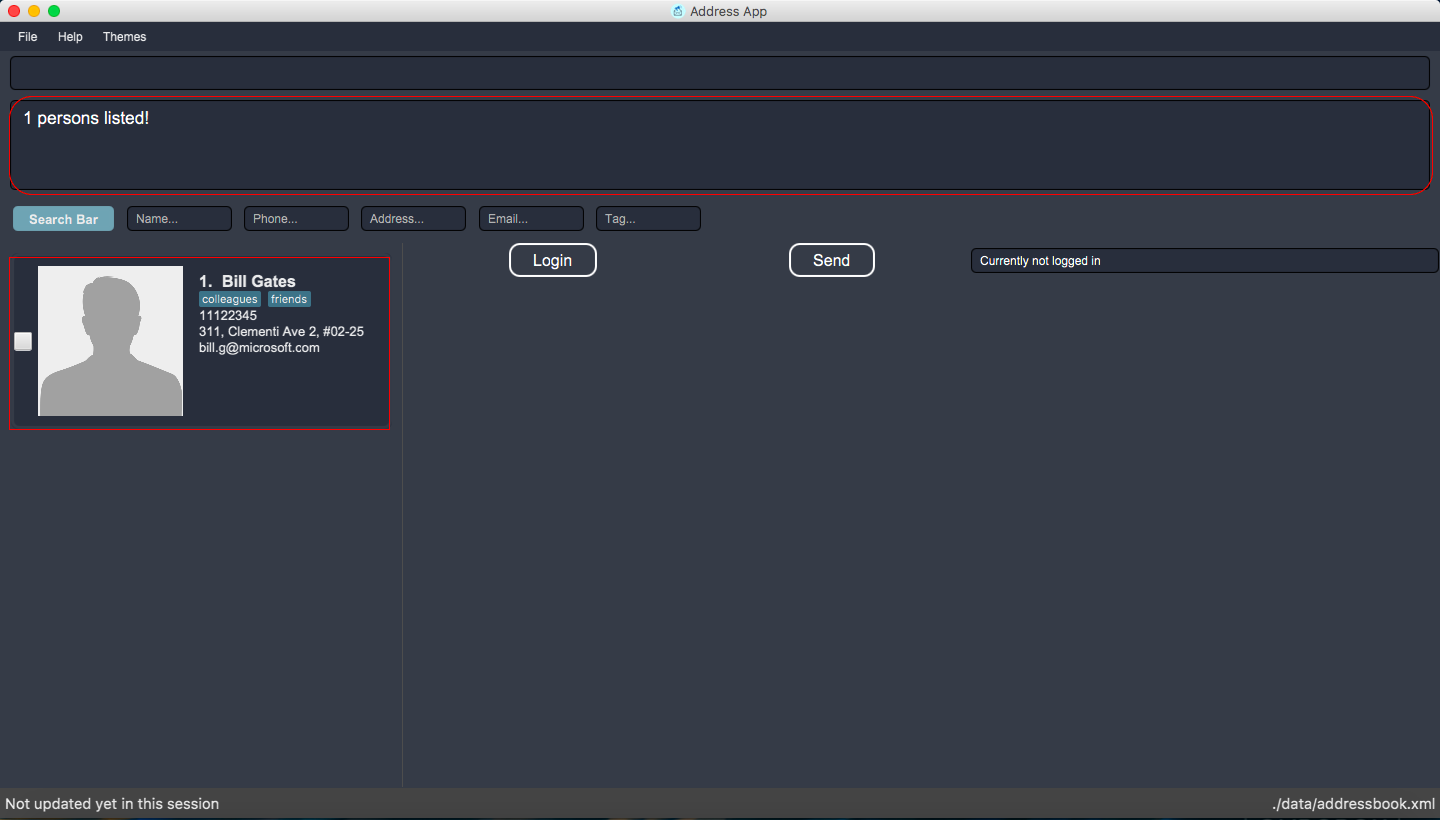 Address App
File Help Themes
1 persons listed!
Search Bar Name... Phone... Address... Email... Tag...
Login Send Currently not logged in
1. Bill Gates
colleagues friends
11122345
311, Clementi Ave 2, #02-25
bill.g@microsoft.com
Not updated yet in this session ./data/addressbook.xml